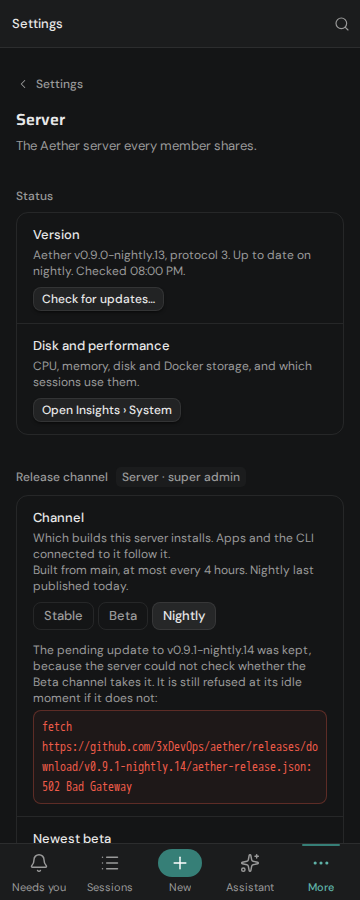 Settings
Settings
Server
The Aether server every member shares.
Status
Version
Aether v0.9.0-nightly.13, protocol 3. Up to date on
nightly. Checked 08:00 PM.
Check for updates…
Disk and performance
CPU, memory, disk and Docker storage, and which
sessions use them.
Open Insights › System
Release channel Server · super admin
Channel
Which builds this server installs. Apps and the CLI
connected to it follow it.
Built from main, at most every 4 hours. Nightly last
published today.
Stable Beta Nightly
The pending update to v0.9.1-nightly.14 was kept,
because the server could not check whether the
Beta channel takes it. It is still refused at its idle
moment if it does not:
fetch
https://github.com/3xDevOps/aether/releases/do
wnload/v0.9.1-nightly.14/aether-release.json:
502 Bad Gateway
Newest beta
Needs you Sessions New Assistant More